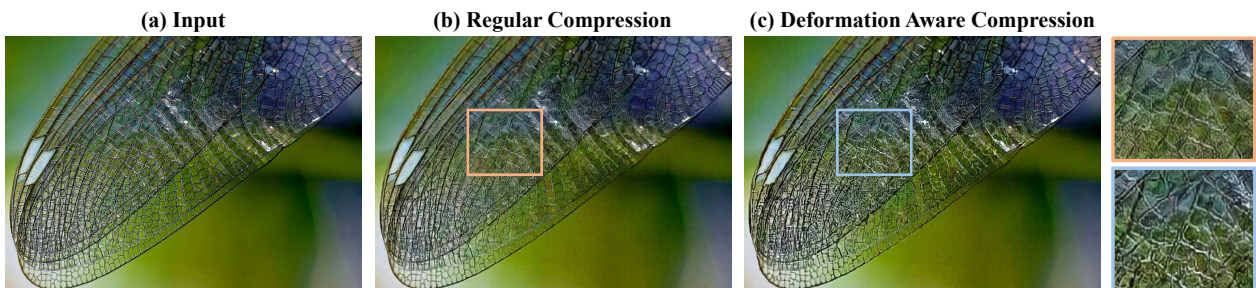 (a) Input
(b) Regular Compression
(c) Deformation Aware Compression